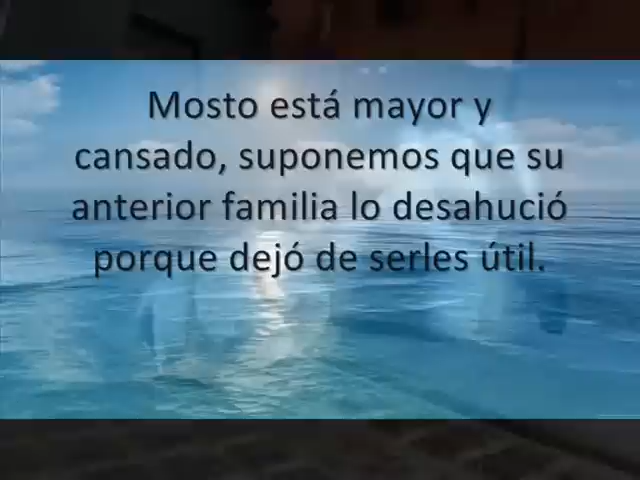 Mosto está mayor y
cansado, suponemos que su
anterior familia lo desahució
porque dejó de serles útil.